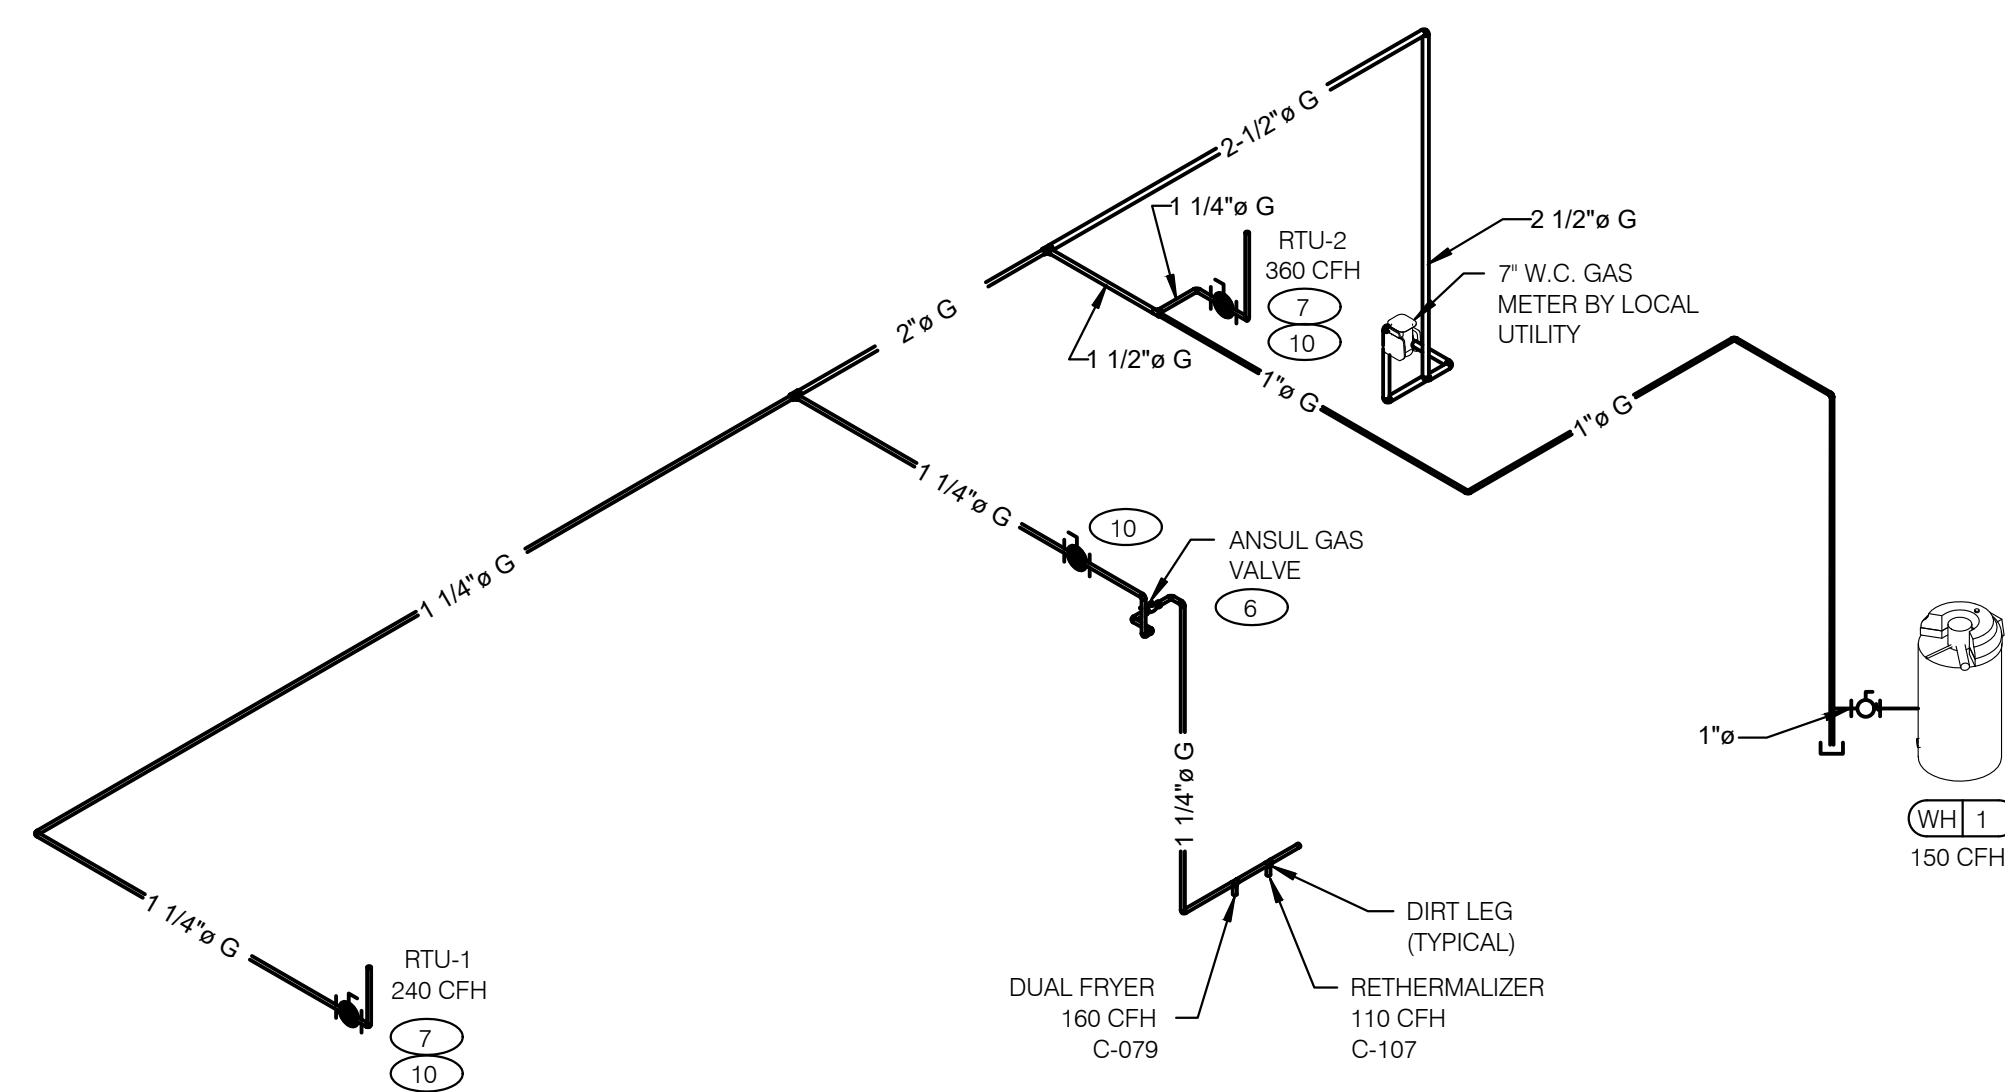 2-1/2"ø G
1 1/4"ø G
RTU-2
360 CFH
7
10
2 1/2"ø G
7" W.C. GAS
METER BY LOCAL
UTILITY
2"ø G
1 1/2"ø G
1"ø G
1"ø G
1 1/4"ø G
10
ANSUL GAS
VALVE
6
1 1/4"ø G
1"ø
1 1/4"ø G
WH 1
150 CFH
DIRT LEG
(TYPICAL)
1 1/4"ø G
RTU-1
240 CFH
7
10
DUAL FRYER
160 CFH
C-079
RETHERMALIZER
110 CFH
C-107